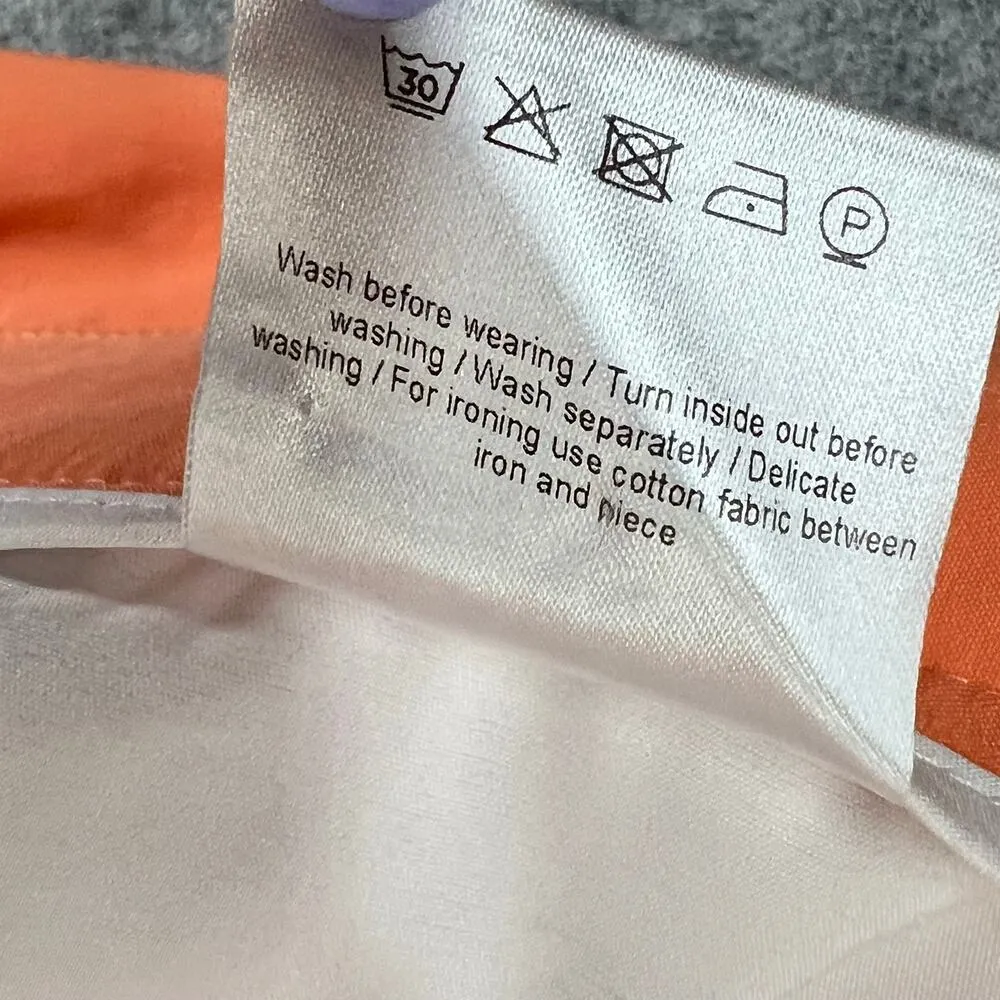 30
P
Wash before wearing / Turn inside out before
washing / Wash separately / Delicate
washing / For ironing use cotton fabric between
iron and piece